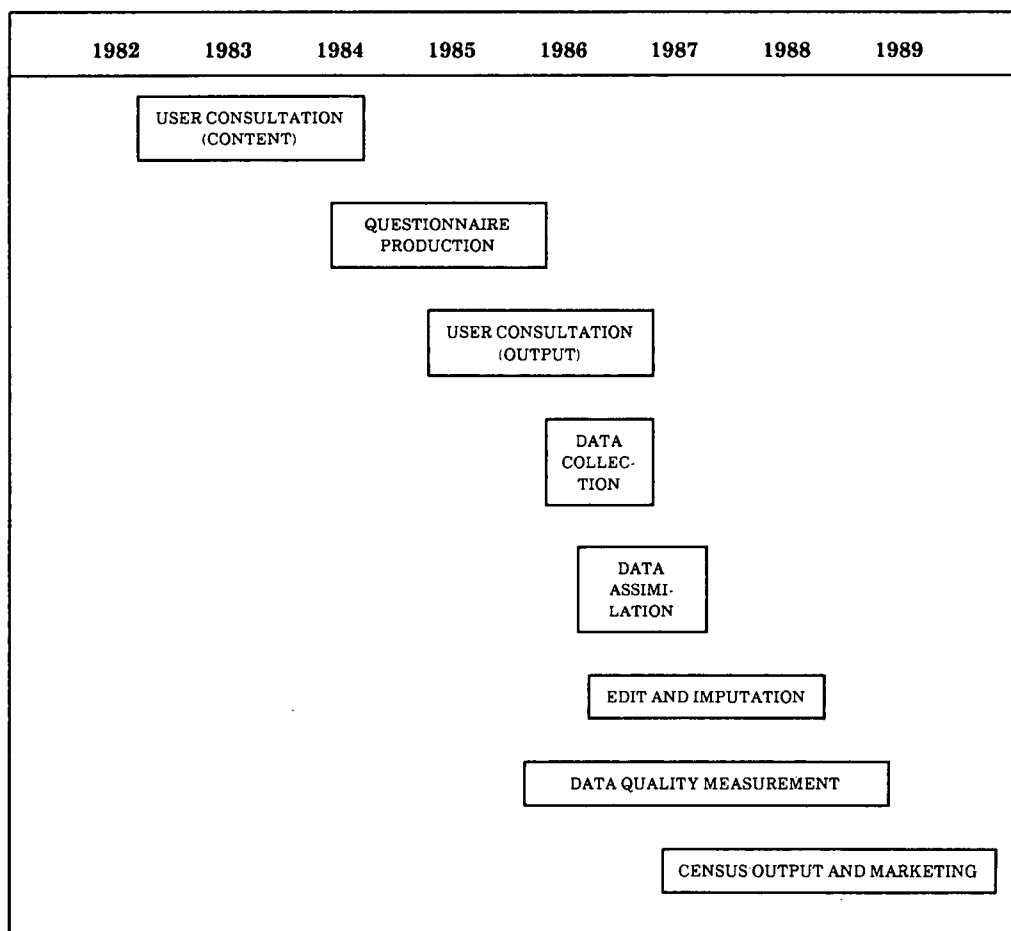 1982 1983 1984 1985 1986 1987 1988 1989
USER CONSULTATION
(CONTENT)
QUESTIONNAIRE
PRODUCTION
USER CONSULTATION
(OUTPUT)
DATA
COLLEC-
TION
DATA
ASSIMI-
LATION
EDIT AND IMPUTATION
DATA QUALITY MEASUREMENT
CENSUS OUTPUT AND MARKETING